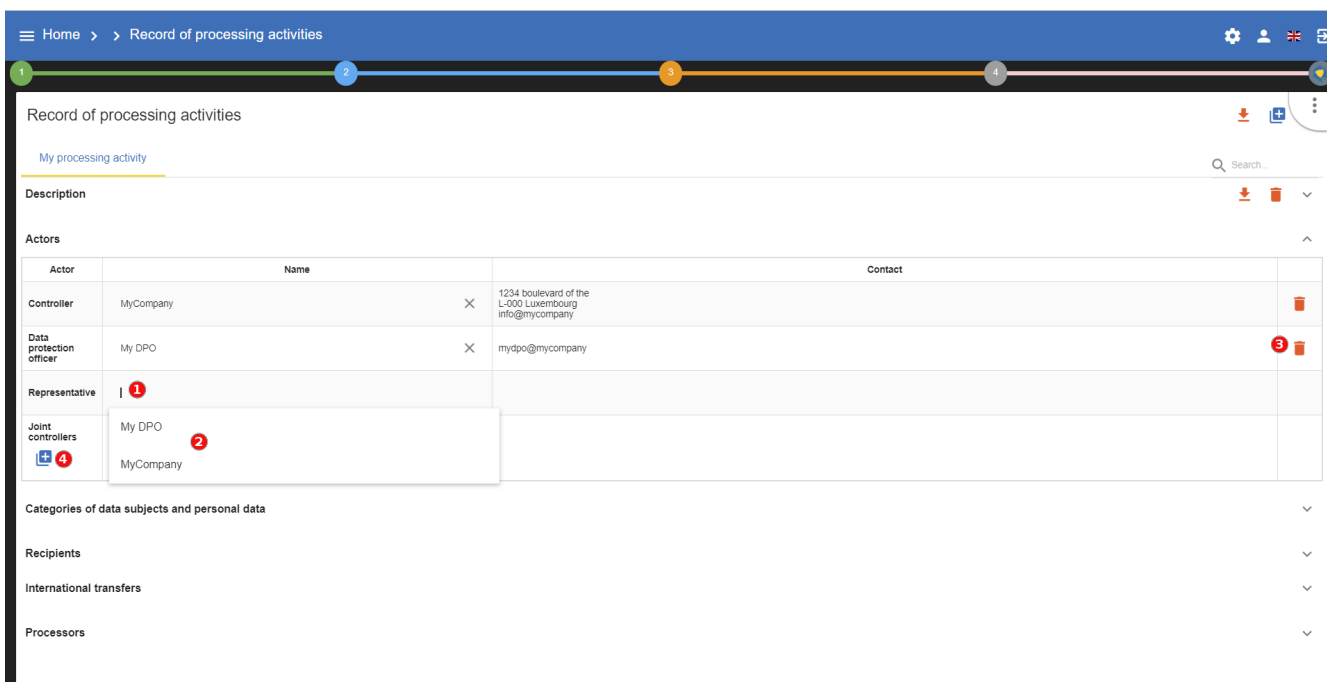 Home > > Record of processing activities
1 2 3 4
Record of processing activities
My processing activity
Search...
Description
Actors
Actor Name Contact
Controller MyCompany 1234 boulevard of the
L-000 Luxembourg
info@mycompany
Data
protection
officer
My DPO mydpo@mycompany 3
Representative 1
Joint
controllers
4
My DPO
2
MyCompany
Categories of data subjects and personal data
Recipients
International transfers
Processors